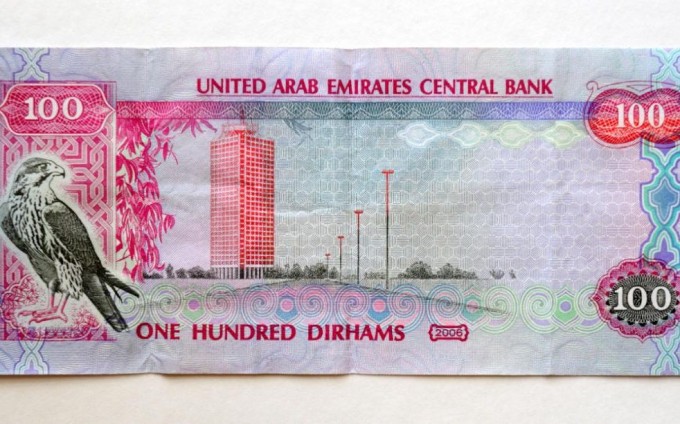 UNITED ARAB EMIRATES CENTRAL BANK
100
100
100
ONE HUNDRED DIRHAMS
2006